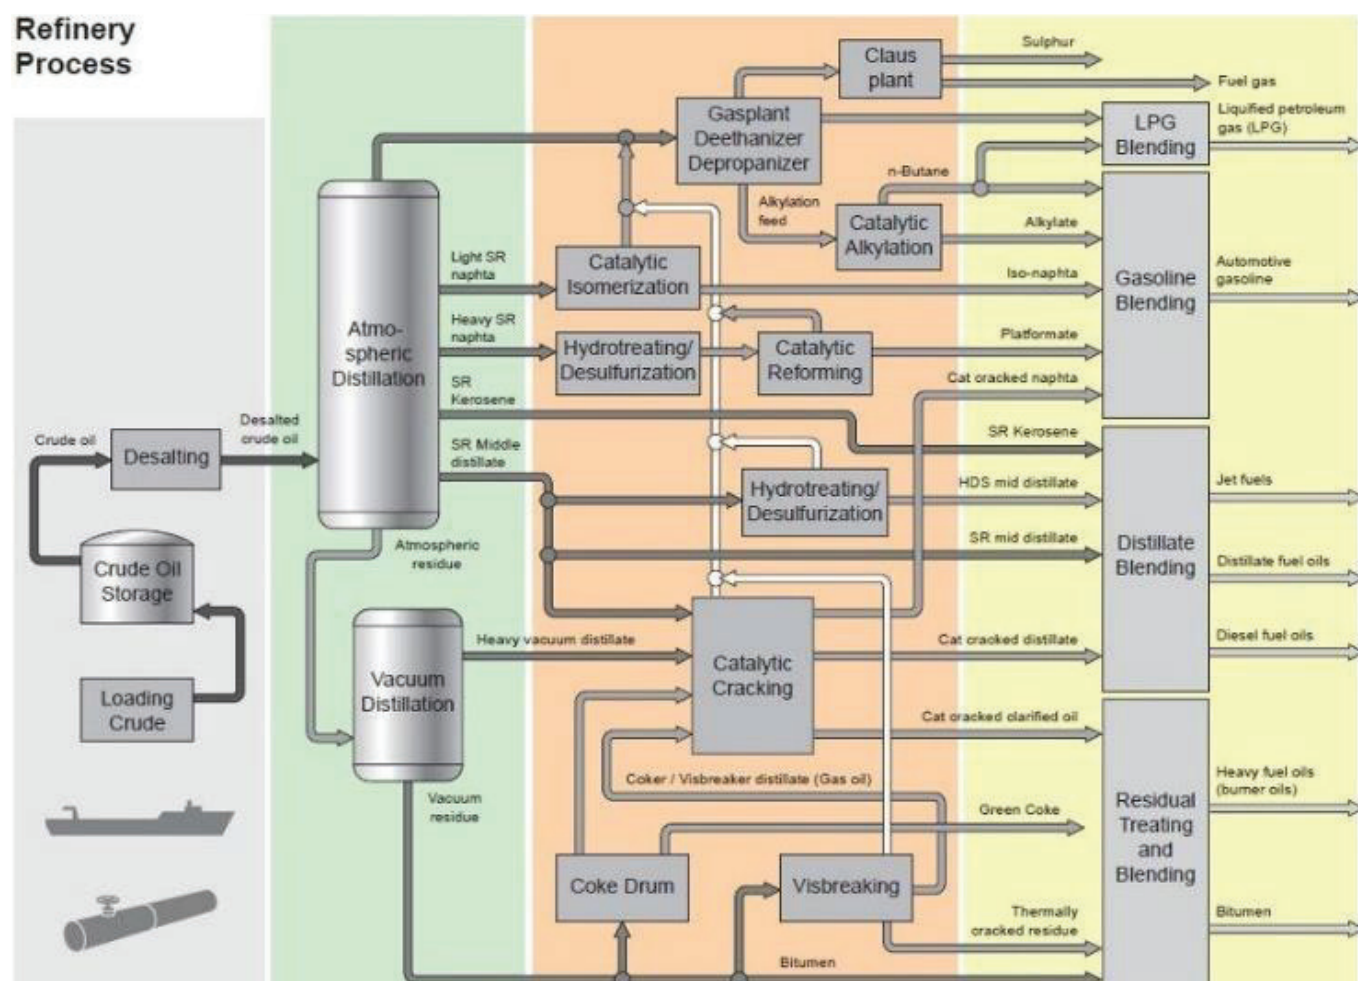 Refinery
Process
Crude oil
Desalting
Desalted
crude oil
Crude Oil
Storage
Loading
Crude
Atmo-
spheric
Distillation
Light SR
naphta
Heavy SR
naphta
SR
Kerosene
SR Middle
distillate
Atmospheric
residue
Vacuum
Distillation
Heavy vacuum distillate
Vacuum
residue
Claus
plant
Gasplant
Deethanizer
Depropanizer
Alkylation
feed
Catalytic
Alkylation
Catalytic
Isomerization
Hydrotreating/
Desulfurization
Catalytic
Reforming
Hydrotreating/
Desulfurization
Catalytic
Cracking
Coker / Visbreaker distillate (Gas oil)
Coke Drum
Visbreaking
Bitumen
Sulphur
Fuel gas
n-Butane
Alkylate
Iso-naphta
Platformate
Cat cracked naphta
SR Kerosene
HDS mid distillate
SR mid distillate
Cat cracked distillate
Cat cracked clarified oil
Green Coke
Thermally
cracked residue
LPG
Blending
Liquified petroleum
gas (LPG)
Gasoline
Blending
Automotive
gasoline
Distillate
Blending
Jet fuels
Distillate fuel oils
Diesel fuel oils
Residual
Treating
and
Blending
Heavy fuel oils
(burner oils)
Bitumen